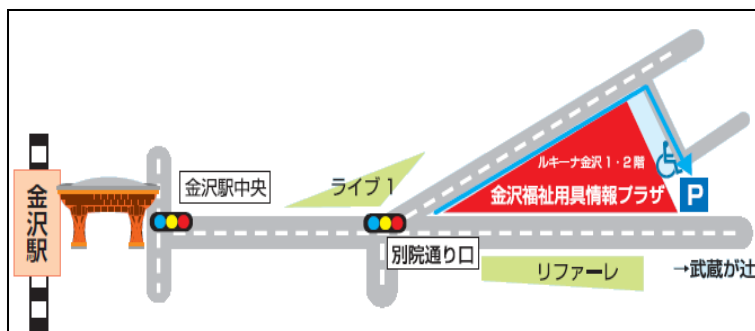 金沢駅
金沢駅中央
ライブ1
別院通り口
ルキーナ金沢1・2階
金沢福祉用具情報プラザ
P
リファーレ
→武蔵が辻